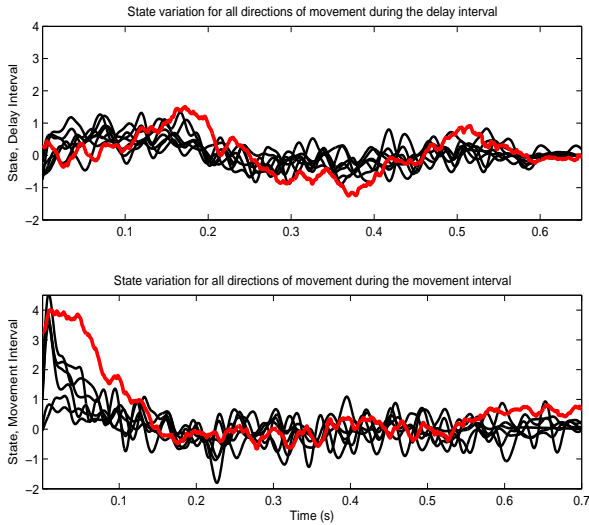 State variation for all directions of movement during the delay interval
State, Delay Interval
4
3
2
1
0
−1
−2
0.1 0.2 0.3 0.4 0.5 0.6
State variation for all directions of movement during the movement interval
State, Movement Interval
4
3
2
1
0
−1
−2
0.1 0.2 0.3 0.4 0.5 0.6 0.7
Time (s)